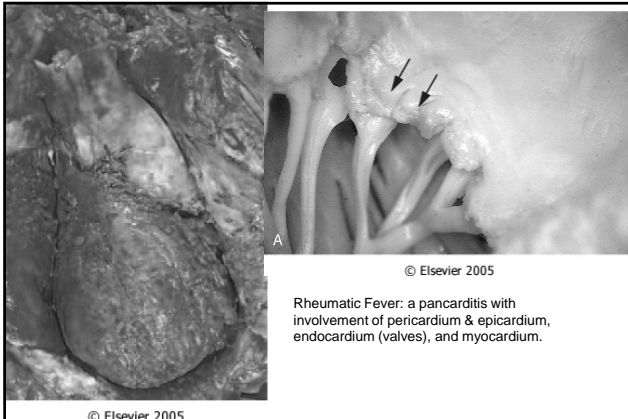 A
© Elsevier 2005
Rheumatic Fever: a pancarditis with
involvement of pericardium & epicardium,
endocardium (valves), and myocardium.
© Elsevier 2005